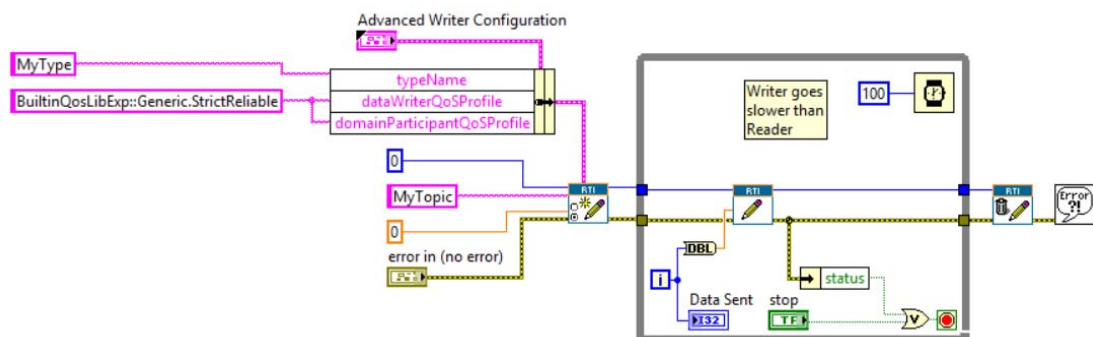 Advanced Writer Configuration
MyType
typeName
BuiltinQosLibExp::Generic.StrictReliable
dataWriterQoSProfile
domainParticipantQoSProfile
Writer goes
slower than
Reader
100
0
RTI
MyTopic
0
error in (no error)
RTI
RTI
Error
?!
DBL
i
status
Data Sent
I32
stop
TF
V